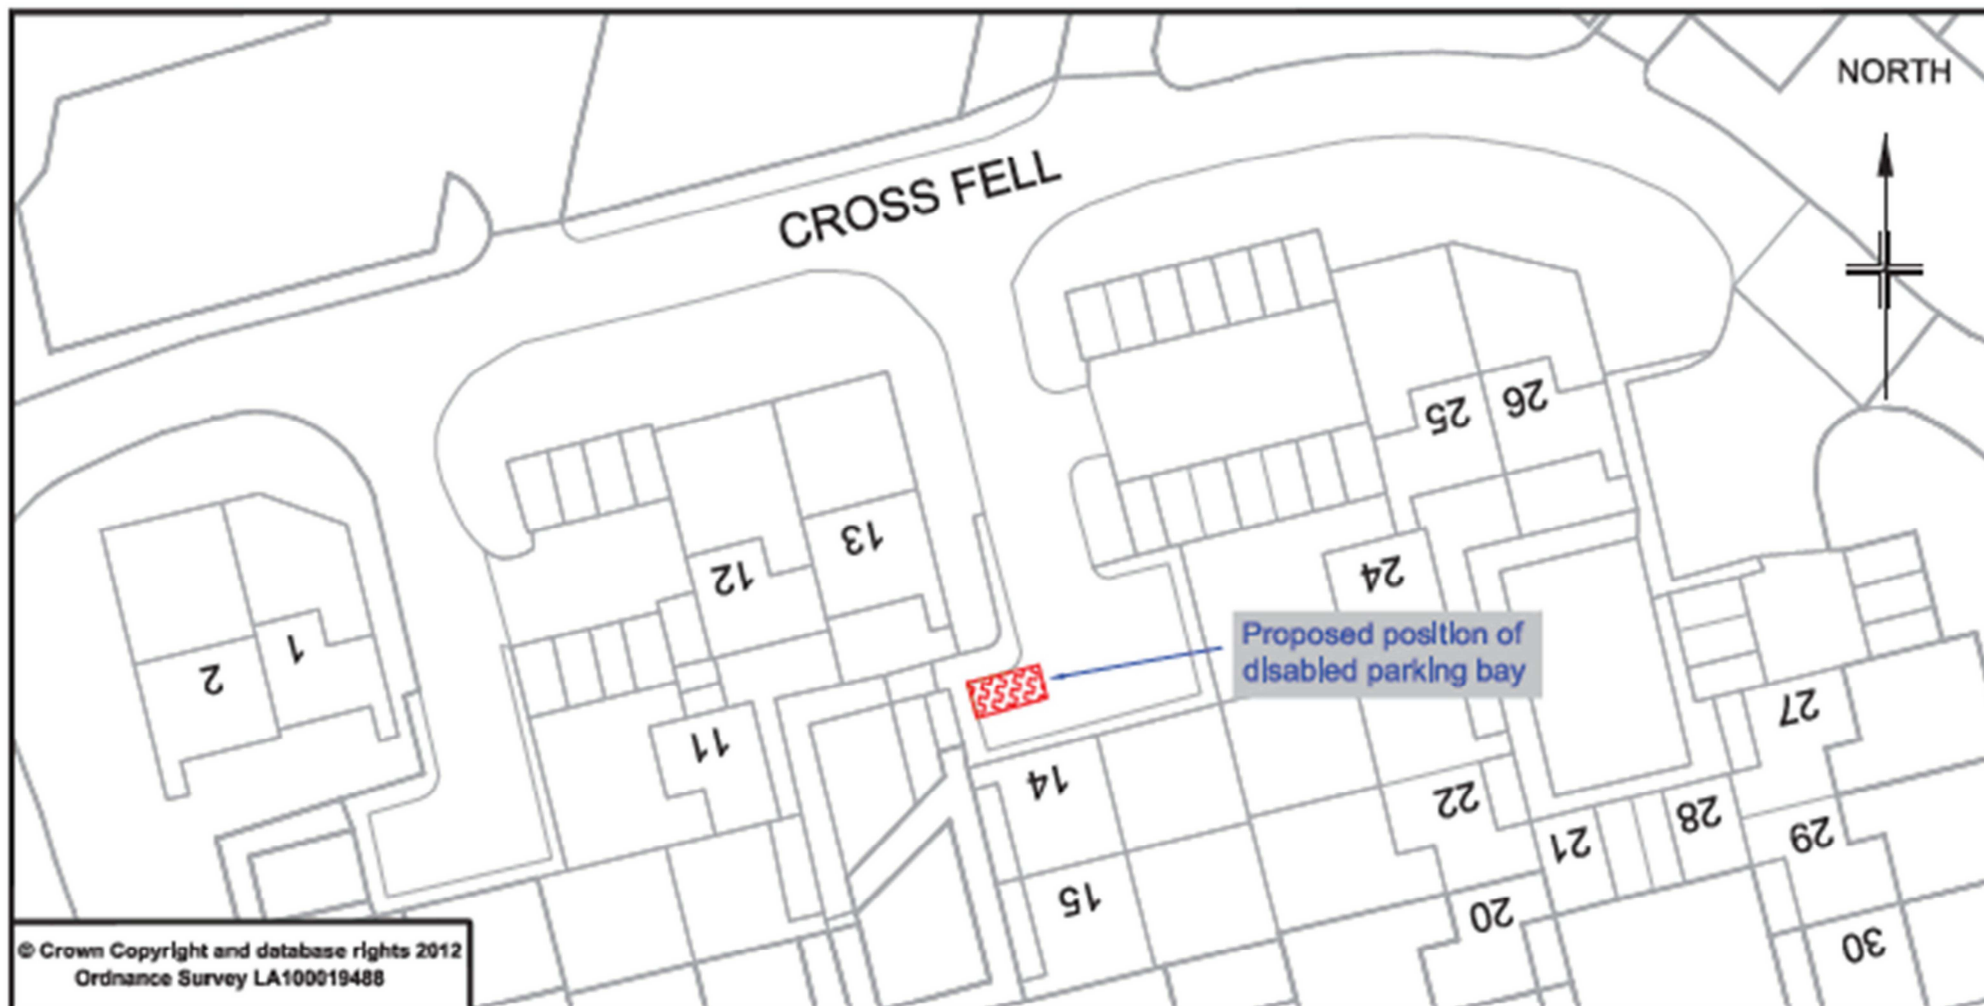 NORTH
CROSS FELL
25
26
13
12
24
Proposed position of
disabled parking bay
1
2
11
14
27
22
28
21
29
15
20
30
© Crown Copyright and database rights 2012
Ordnance Survey LA100019488